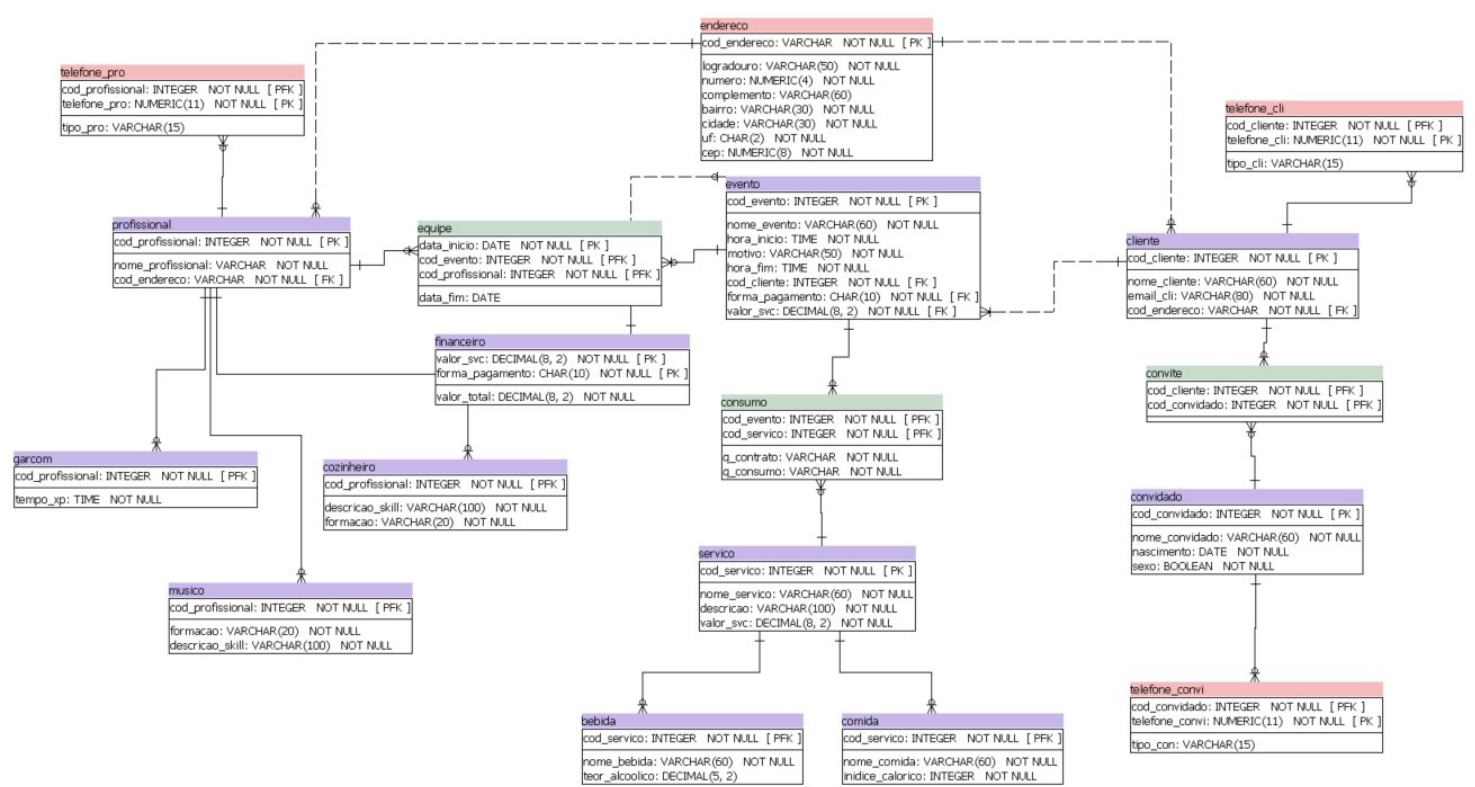 endereco
cod_endereco: VARCHAR NOT NULL [ PK ]
logradouro: VARCHAR(50) NOT NULL
numero: NUMERIC(4) NOT NULL
complemento: VARCHAR(60)
bairro: VARCHAR(30) NOT NULL
cidade: VARCHAR(30) NOT NULL
uf: CHAR(2) NOT NULL
cep: NUMERIC(8) NOT NULL
telefone_pro
cod_profissional: INTEGER NOT NULL [ PFK ]
telefone_pro: NUMERIC(11) NOT NULL [ PK ]
tipo_pro: VARCHAR(15)
telefone_cli
cod_cliente: INTEGER NOT NULL [ PFK ]
telefone_cli: NUMERIC(11) NOT NULL [ PK ]
tipo_cli: VARCHAR(15)
profissional
cod_profissional: INTEGER NOT NULL [ PK ]
nome_profissional: VARCHAR NOT NULL
cod_endereco: VARCHAR NOT NULL [ FK ]
equipe
data_inicio: DATE NOT NULL [ PK ]
cod_evento: INTEGER NOT NULL [ PFK ]
cod_profissional: INTEGER NOT NULL [ PFK ]
data_fim: DATE
evento
cod_evento: INTEGER NOT NULL [ PK ]
nome_evento: VARCHAR(60) NOT NULL
hora_inicio: TIME NOT NULL
motivo: VARCHAR(50) NOT NULL
hora_fim: TIME NOT NULL
cod_cliente: INTEGER NOT NULL [ FK ]
forma_pagamento: CHAR(10) NOT NULL [ FK ]
valor_svc: DECIMAL(8, 2) NOT NULL [ FK ]
cliente
cod_cliente: INTEGER NOT NULL [ PK ]
nome_cliente: VARCHAR(60) NOT NULL
email_cli: VARCHAR(80) NOT NULL
cod_endereco: VARCHAR NOT NULL [ FK ]
financeiro
valor_svc: DECIMAL(8, 2) NOT NULL [ PK ]
forma_pagamento: CHAR(10) NOT NULL [ PK ]
valor_total: DECIMAL(8, 2) NOT NULL
convite
cod_cliente: INTEGER NOT NULL [ PFK ]
cod_convidado: INTEGER NOT NULL [ PFK ]
consumo
cod_evento: INTEGER NOT NULL [ PFK ]
cod_servico: INTEGER NOT NULL [ PFK ]
q_contrato: VARCHAR NOT NULL
q_consumo: VARCHAR NOT NULL
garcom
cod_profissional: INTEGER NOT NULL [ PFK ]
tempo_xp: TIME NOT NULL
cozinheiro
cod_profissional: INTEGER NOT NULL [ PFK ]
descricao_skill: VARCHAR(100) NOT NULL
formacao: VARCHAR(20) NOT NULL
convidado
cod_convidado: INTEGER NOT NULL [ PK ]
nome_convidado: VARCHAR(60) NOT NULL
nascimento: DATE NOT NULL
sexo: BOOLEAN NOT NULL
servico
cod_servico: INTEGER NOT NULL [ PK ]
nome_servico: VARCHAR(60) NOT NULL
descricao: VARCHAR(100) NOT NULL
valor_svc: DECIMAL(8, 2) NOT NULL
musico
cod_profissional: INTEGER NOT NULL [ PFK ]
formacao: VARCHAR(20) NOT NULL
descricao_skill: VARCHAR(100) NOT NULL
telefone_convi
cod_convidado: INTEGER NOT NULL [ PFK ]
telefone_convi: NUMERIC(11) NOT NULL [ PK ]
tipo_con: VARCHAR(15)
bebida
cod_servico: INTEGER NOT NULL [ PFK ]
nome_bebida: VARCHAR(60) NOT NULL
teor_alcoolico: DECIMAL(5, 2)
comida
cod_servico: INTEGER NOT NULL [ PFK ]
nome_comida: VARCHAR(60) NOT NULL
inidice_calorico: INTEGER NOT NULL